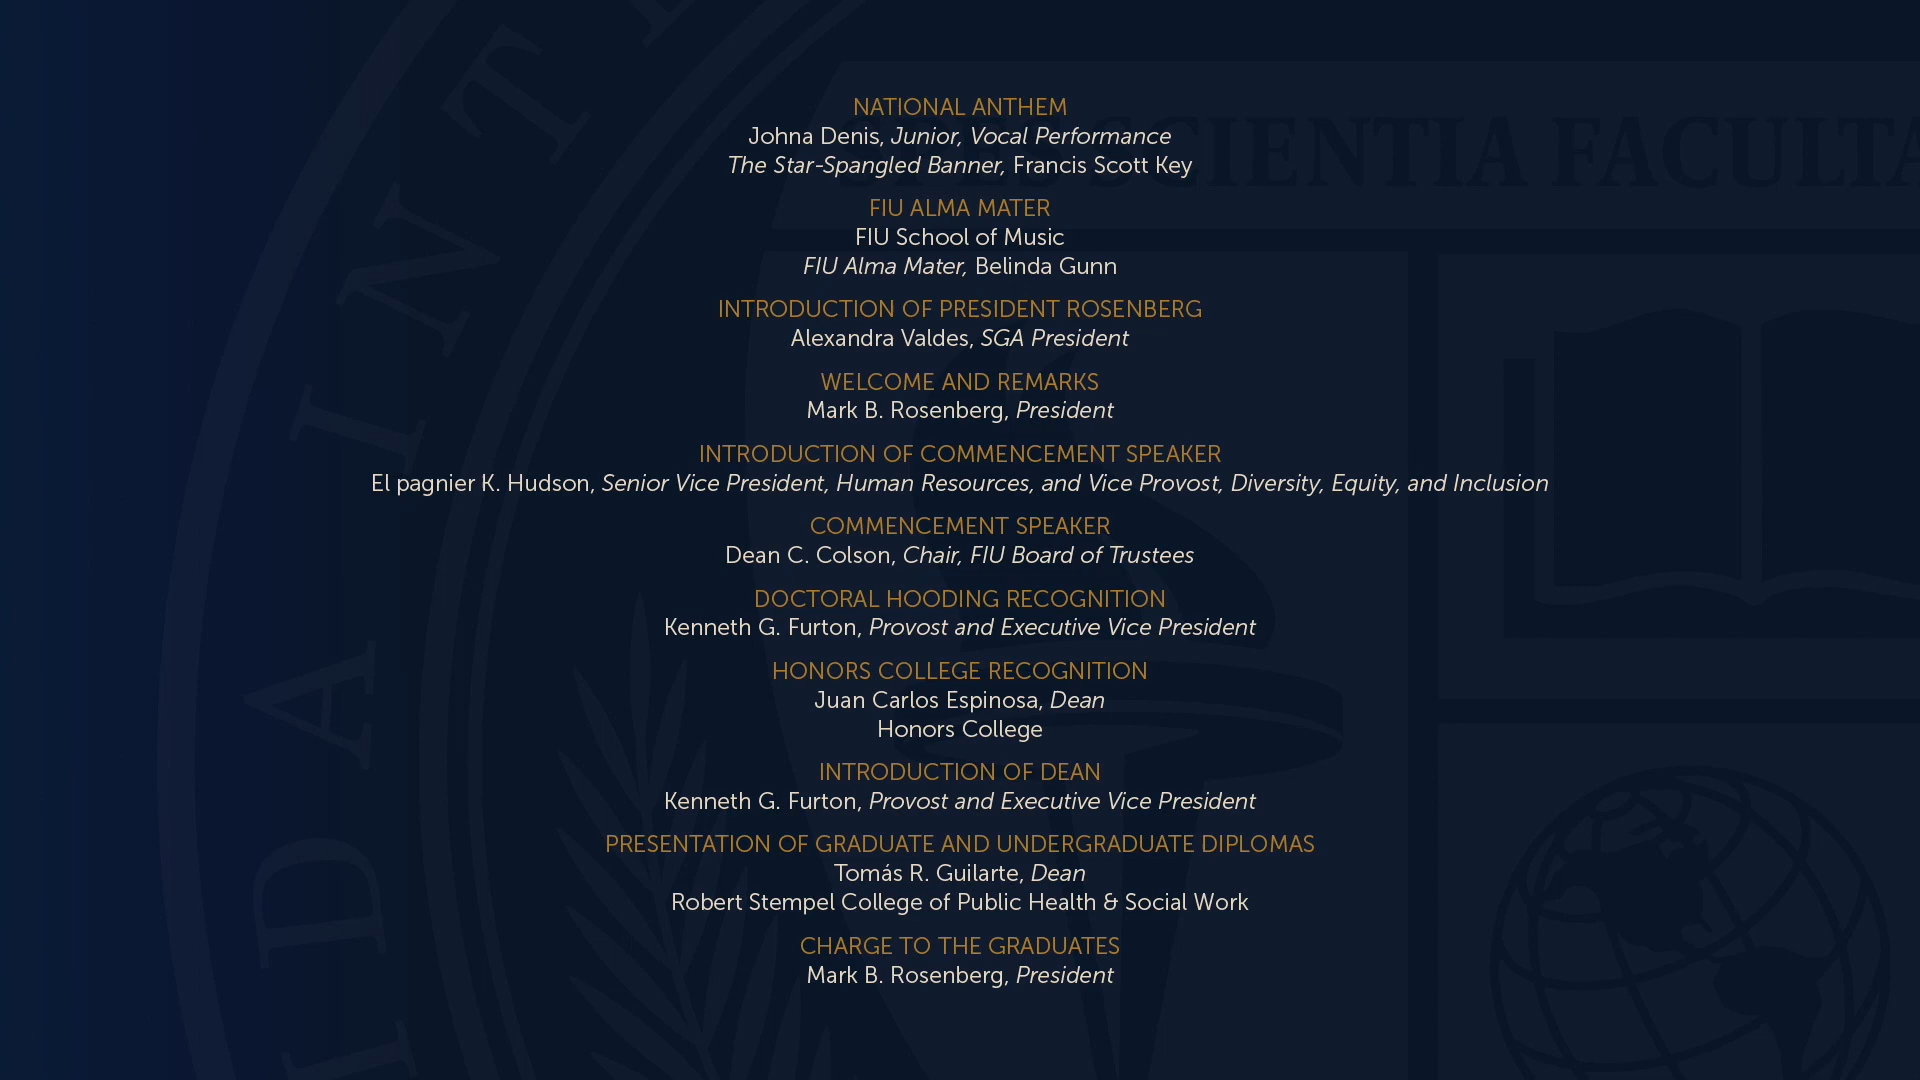 NATIONAL ANTHEM
Johna Denis, Junior, Vocal Performance
The Star-Spangled Banner, Francis Scott Key
FIU ALMA MATER
FIU School of Music
FIU Alma Mater, Belinda Gunn
INTRODUCTION OF PRESIDENT ROSENBERG
Alexandra Valdes, SGA President
WELCOME AND REMARKS
Mark B. Rosenberg, President
INTRODUCTION OF COMMENCEMENT SPEAKER
El pagnier K. Hudson, Senior Vice President, Human Resources, and Vice Provost, Diversity, Equity, and Inclusion
COMMENCEMENT SPEAKER
Dean C. Colson, Chair, FIU Board of Trustees
DOCTORAL HOODING RECOGNITION
Kenneth G. Furton, Provost and Executive Vice President
HONORS COLLEGE RECOGNITION
Juan Carlos Espinosa, Dean
Honors College
INTRODUCTION OF DEAN
Kenneth G. Furton, Provost and Executive Vice President
PRESENTATION OF GRADUATE AND UNDERGRADUATE DIPLOMAS
Tomás R. Guilarte, Dean
Robert Stempel College of Public Health & Social Work
CHARGE TO THE GRADUATES
Mark B. Rosenberg, President
SCIENTIA